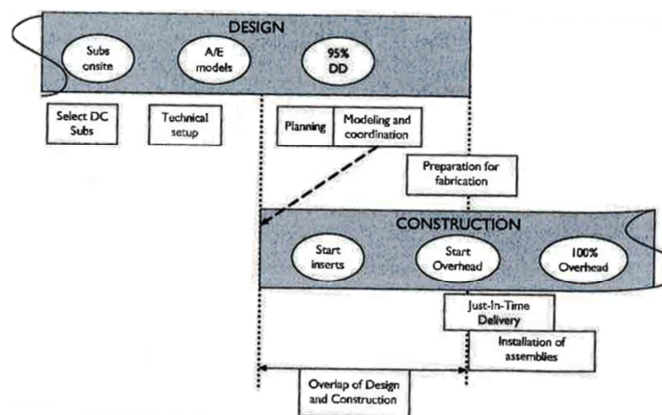 DESIGN
Subs
onsite
A/E
models
95%
DD
Select DC
Subs
Technical
setup
Planning
Modeling and
coordination
Preparation for
fabrication
CONSTRUCTION
Start
inserts
Start
Overhead
100%
Overhead
Just-In-Time
Delivery
Installation of
assemblies
Overlap of Design
and Construction